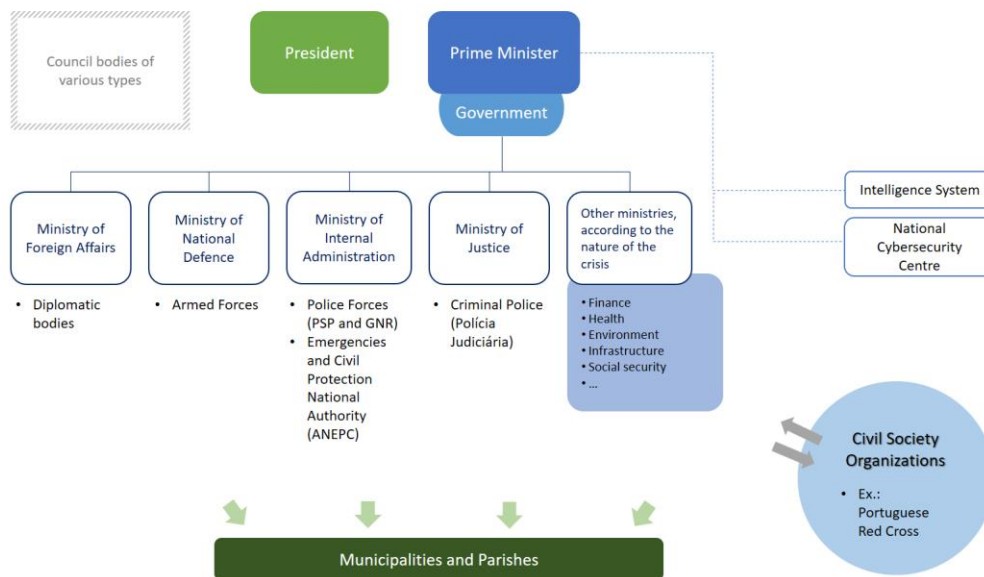 Council bodies of
various types
President
Prime Minister
Government
Intelligence System
National
Cybersecurity
Centre
Ministry of
Foreign Affairs
Ministry of
National
Defence
Ministry of
Internal
Administration
Ministry of
Justice
Other ministries,
according to the
nature of the
crisis
• Diplomatic
bodies
• Armed Forces
• Police Forces
(PSP and GNR)
• Emergencies
and Civil
Protection
National
Authority
(ANEPC)
• Criminal Police
(Polícia
Judiciária)
• Finance
• Health
• Environment
• Infrastructure
• Social security
• ...
Civil Society
Organizations
• Ex.:
Portuguese
Red Cross
Municipalities and Parishes